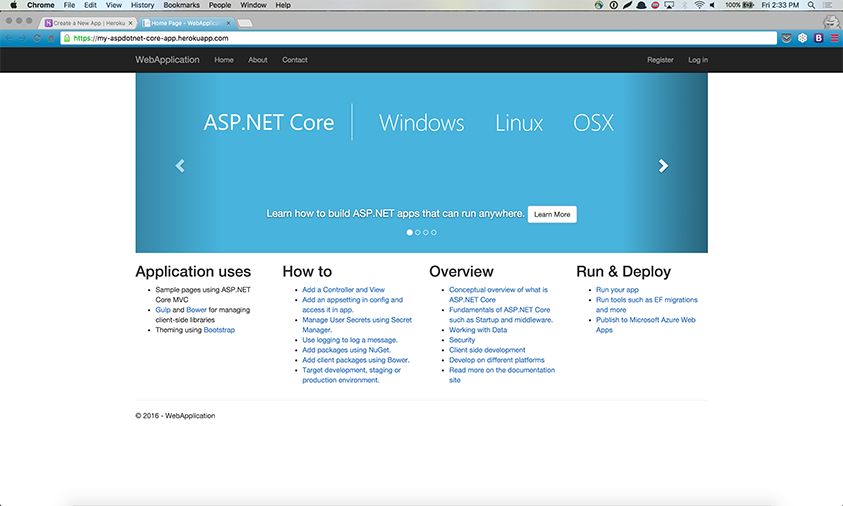 Chrome File Edit View History Bookmarks People Window Help 100% Fri 2:33 PM
Create a New App | Heroku Home Page - WebApplicati
https://my-aspdotnet-core-app.herokuapp.com
WebApplication Home About Contact Register Log in
ASP.NET Core Windows Linux OSX
Learn how to build ASP.NET apps that can run anywhere. Learn More
Application uses
Sample pages using ASP.NET
Core MVC
Gulp and Bower for managing
client-side libraries
Theming using Bootstrap
How to
Add a Controller and View
Add an appsetting in config and
access it in app.
Manage User Secrets using Secret
Manager.
Use logging to log a message.
Add packages using NuGet.
Add client packages using Bower.
Target development, staging or
production environment.
Overview
Conceptual overview of what is
ASP.NET Core
Fundamentals of ASP.NET Core
such as Startup and middleware.
Working with Data
Security
Client side development
Develop on different platforms
Read more on the documentation
site
Run & Deploy
Run your app
Run tools such as EF migrations
and more
Publish to Microsoft Azure Web
Apps
© 2016 - WebApplication